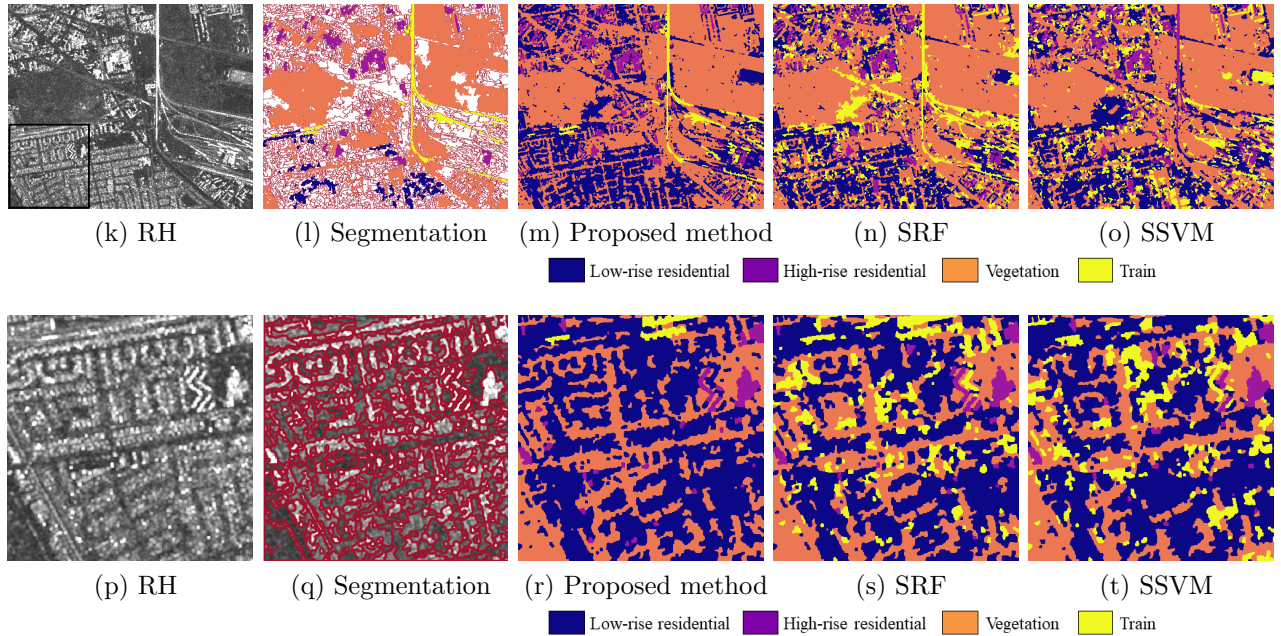 (k) RH
(l) Segmentation
(m) Proposed method
(n) SRF
(o) SSVM
Low-rise residential
High-rise residential
Vegetation
Train
(p) RH
(q) Segmentation
(r) Proposed method
(s) SRF
(t) SSVM
Low-rise residential
High-rise residential
Vegetation
Train